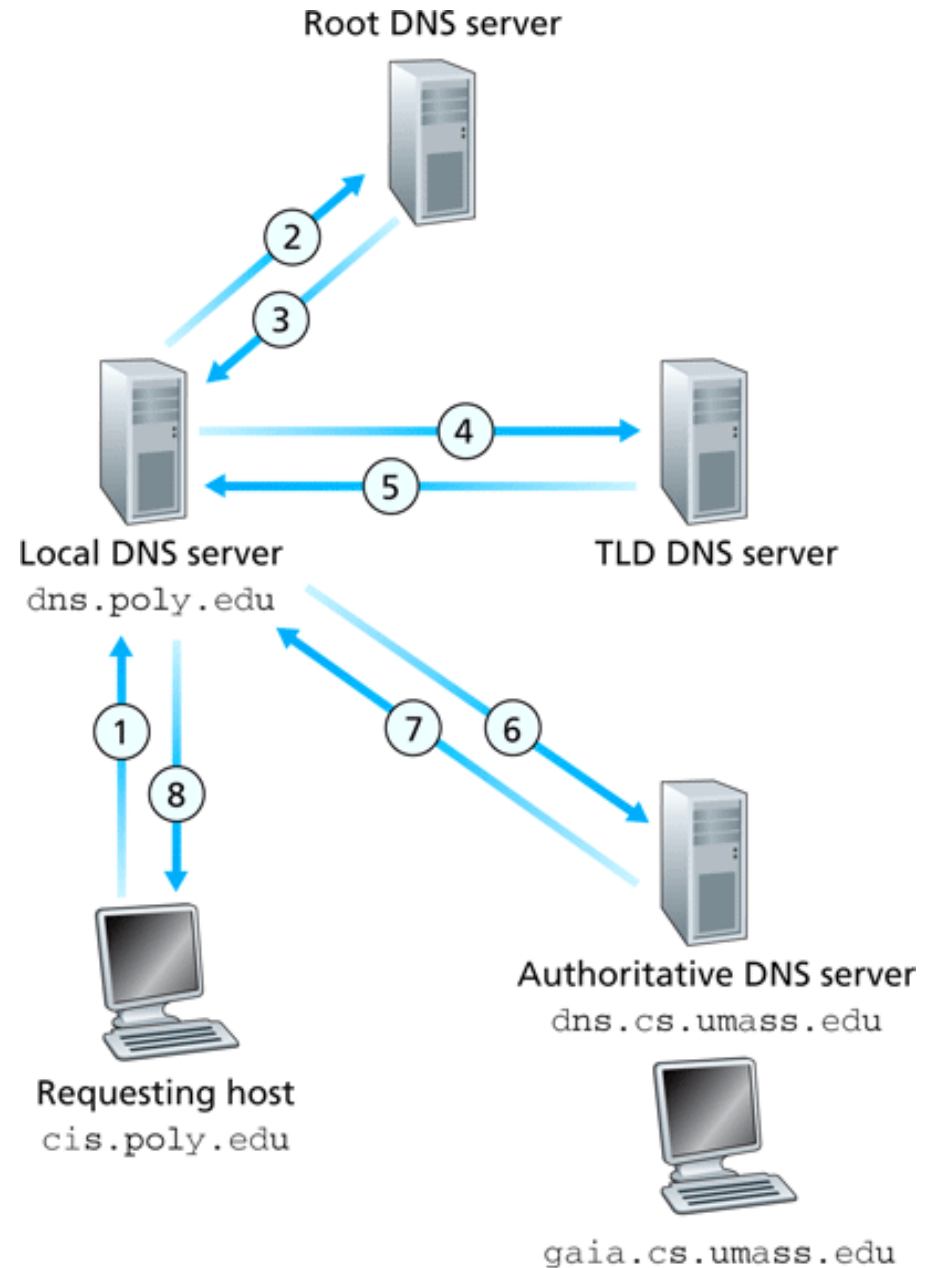 Root DNS server
2
3
4
5
Local DNS server
dns.poly.edu
TLD DNS server
1
8
7
6
Authoritative DNS server
dns.cs.umass.edu
Requesting host
cis.poly.edu
gaia.cs.umass.edu